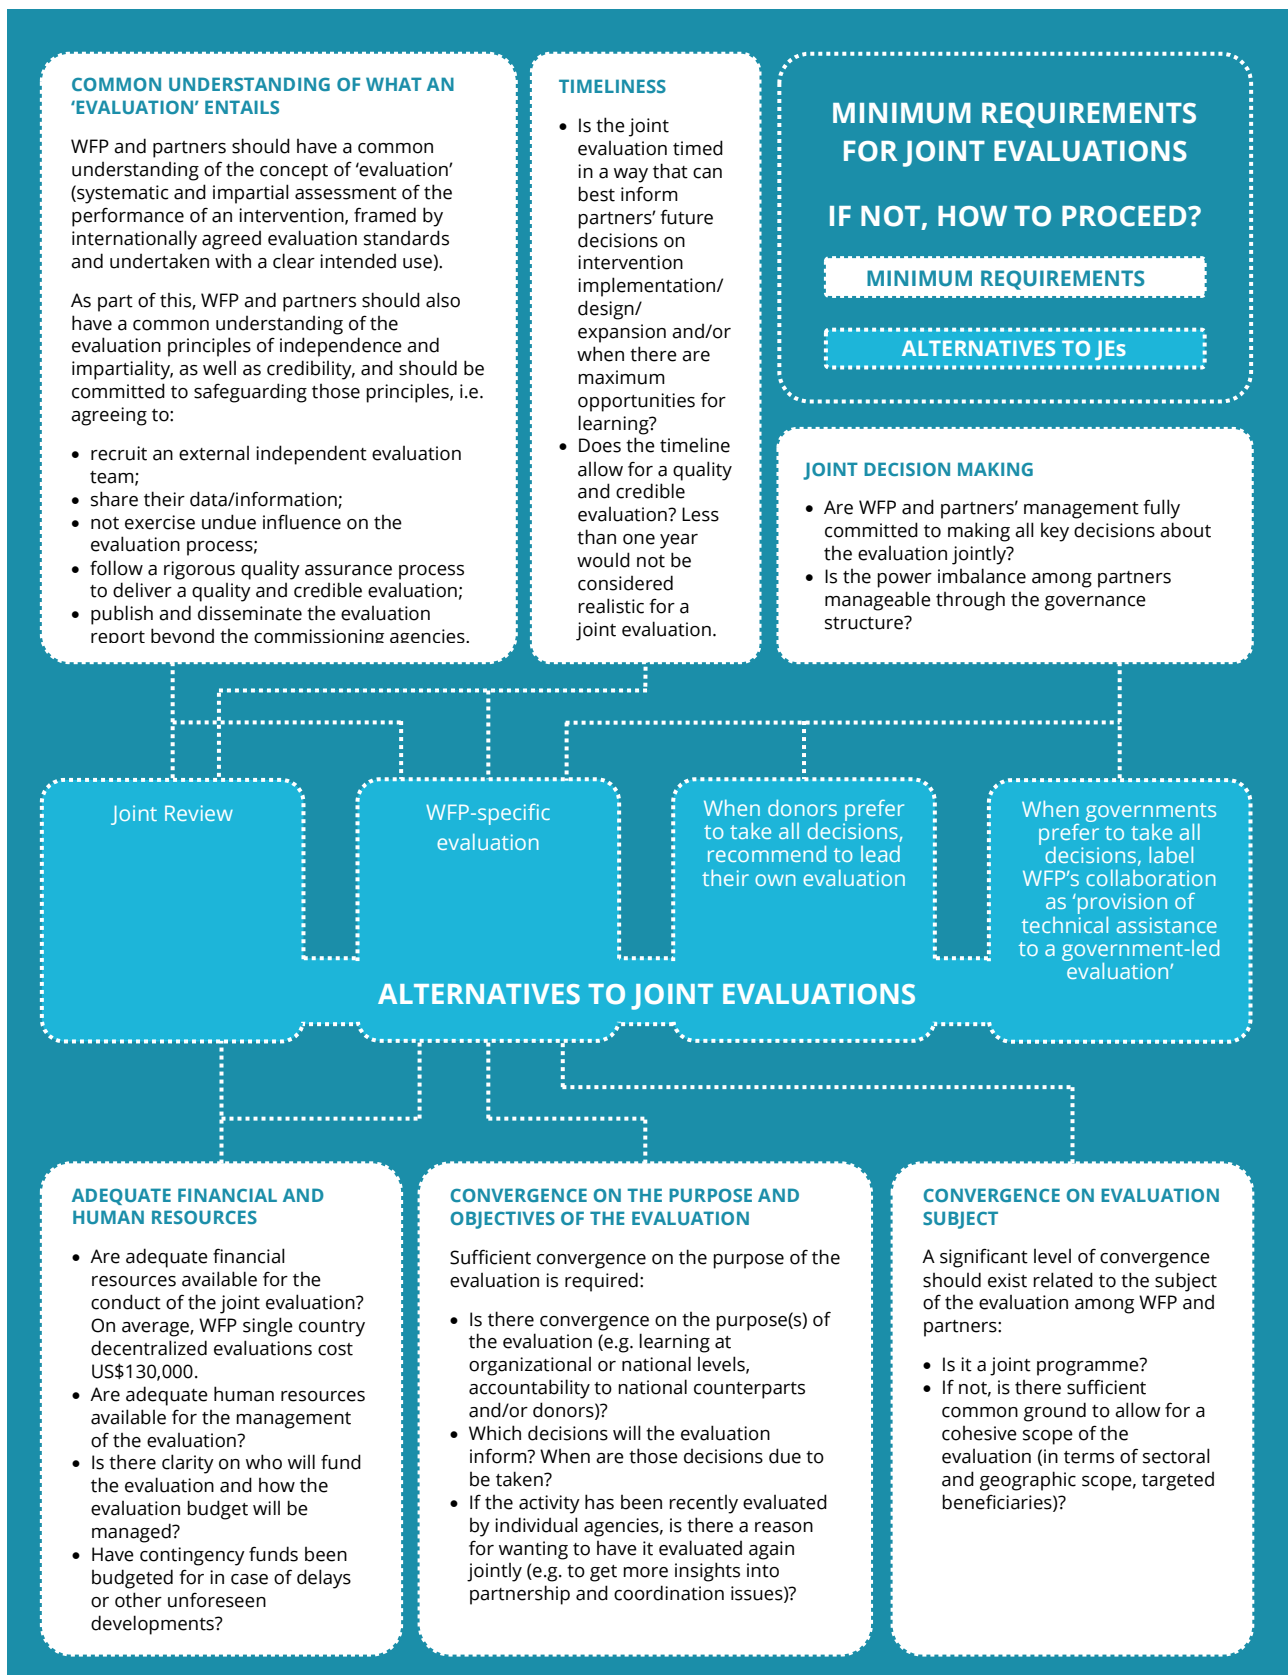 COMMON UNDERSTANDING OF WHAT AN
‘EVALUATION’ ENTAILS
WFP and partners should have a common
understanding of the concept of ‘evaluation’
(systematic and impartial assessment of the
performance of an intervention, framed by
internationally agreed evaluation standards
and undertaken with a clear intended use).
As part of this, WFP and partners should also
have a common understanding of the
evaluation principles of independence and
impartiality, as well as credibility, and should be
committed to safeguarding those principles, i.e.
agreeing to:
• recruit an external independent evaluation
team;
• share their data/information;
• not exercise undue influence on the
evaluation process;
• follow a rigorous quality assurance process
to deliver a quality and credible evaluation;
• publish and disseminate the evaluation
report beyond the commissioning agencies.
TIMELINESS
• Is the joint
evaluation timed
in a way that can
best inform
partners’ future
decisions on
intervention
implementation/
design/
expansion and/or
when there are
maximum
opportunities for
learning?
• Does the timeline
allow for a quality
and credible
evaluation? Less
than one year
would not be
considered
realistic for a
joint evaluation.
MINIMUM REQUIREMENTS
FOR JOINT EVALUATIONS
IF NOT, HOW TO PROCEED?
MINIMUM REQUIREMENTS
ALTERNATIVES TO JEs
JOINT DECISION MAKING
• Are WFP and partners’ management fully
committed to making all key decisions about
the evaluation jointly?
• Is the power imbalance among partners
manageable through the governance
structure?
Joint Review
WFP-specific
evaluation
When donors prefer
to take all decisions,
recommend to lead
their own evaluation
When governments
prefer to take all
decisions, label
WFP’s collaboration
as ‘provision of
technical assistance
to a government-led
evaluation’
ALTERNATIVES TO JOINT EVALUATIONS
ADEQUATE FINANCIAL AND
HUMAN RESOURCES
• Are adequate financial
resources available for the
conduct of the joint evaluation?
On average, WFP single country
decentralized evaluations cost
US$130,000.
• Are adequate human resources
available for the management
of the evaluation?
• Is there clarity on who will fund
the evaluation and how the
evaluation budget will be
managed?
• Have contingency funds been
budgeted for in case of delays
or other unforeseen
developments?
CONVERGENCE ON THE PURPOSE AND
OBJECTIVES OF THE EVALUATION
Sufficient convergence on the purpose of the
evaluation is required:
• Is there convergence on the purpose(s) of
the evaluation (e.g. learning at
organizational or national levels,
accountability to national counterparts
and/or donors)?
• Which decisions will the evaluation
inform? When are those decisions due to
be taken?
• If the activity has been recently evaluated
by individual agencies, is there a reason
for wanting to have it evaluated again
jointly (e.g. to get more insights into
partnership and coordination issues)?
CONVERGENCE ON EVALUATION
SUBJECT
A significant level of convergence
should exist related to the subject
of the evaluation among WFP and
partners:
• Is it a joint programme?
• If not, is there sufficient
common ground to allow for a
cohesive scope of the
evaluation (in terms of sectoral
and geographic scope, targeted
beneficiaries)?